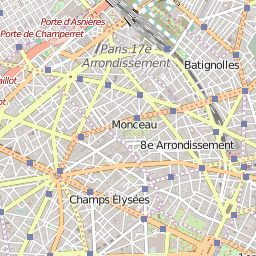 Porte d'Asnières
Porte de Champerret
Paris 17e
Arrondissement
Batignolles
Monceau
8e Arrondissement
Champs Élysées